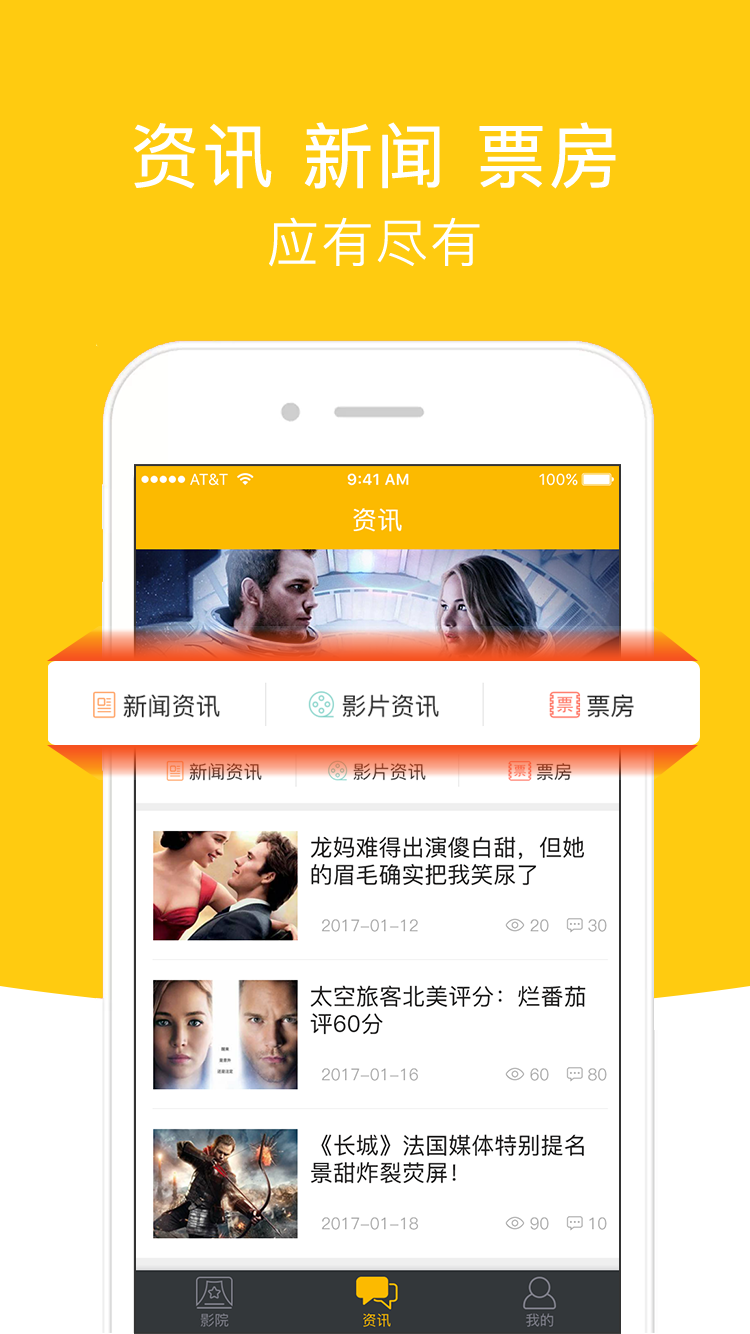 资讯 新闻 票房
应有尽有
AT&T 9:41 AM 100%
资讯
新闻资讯 影片资讯 票 票房
新闻资讯 影片资讯 票 票房
龙妈难得出演傻白甜，但她
的眉毛确实把我笑尿了
2017-01-12 20 30
太空旅客北美评分：烂番茄
评60分
2017-01-16 60 80
《长城》法国媒体特别提名
景甜炸裂荧屏！
2017-01-18 90 10
影院 资讯 我的